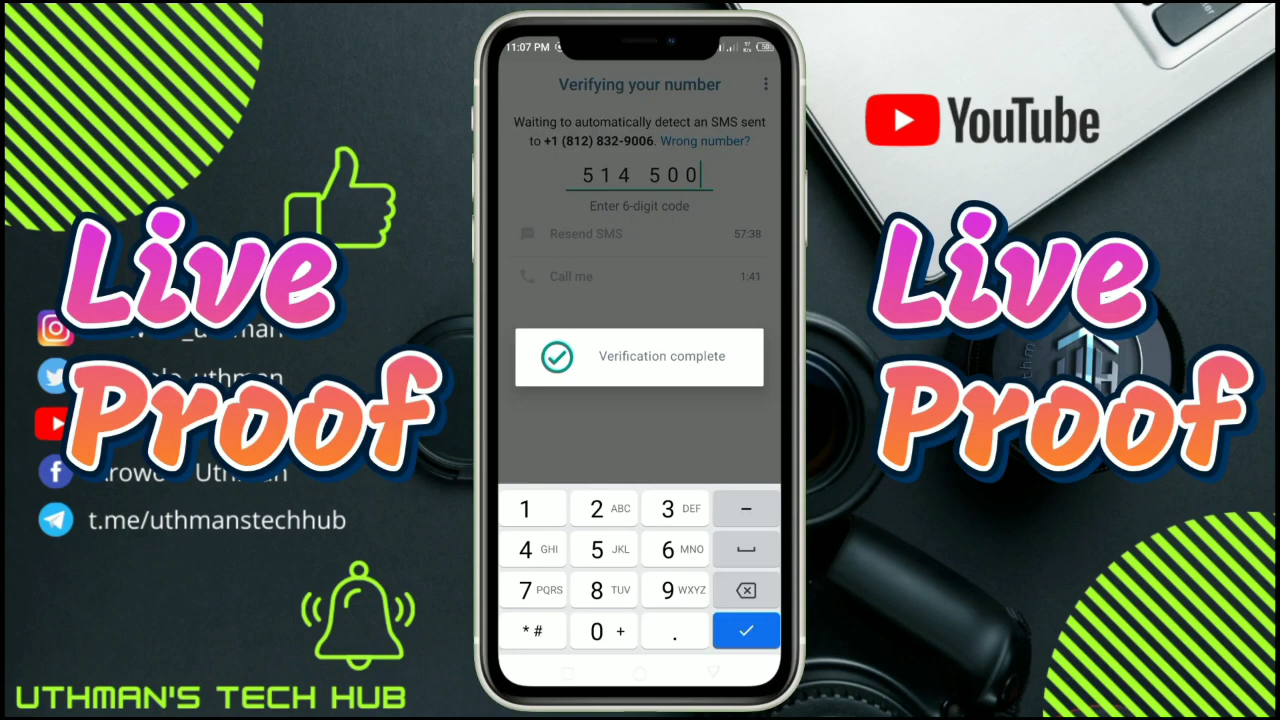 11:07 PM
50
Verifying your number
Waiting to automatically detect an SMS sent
to +1 (812) 832-9006. Wrong number?
514 500
Enter 6-digit code
Resend SMS 57:38
Call me 1:41
Verification complete
1
2 ABC
3 DEF
–
4 GHI
5 JKL
6 MNO
7 PQRS
8 TUV
9 WXYZ
* #
0 +
.
YouTube
Live
Proof
Live
Proof
t.me/uthmanstechhub
UTHMAN'S TECH HUB